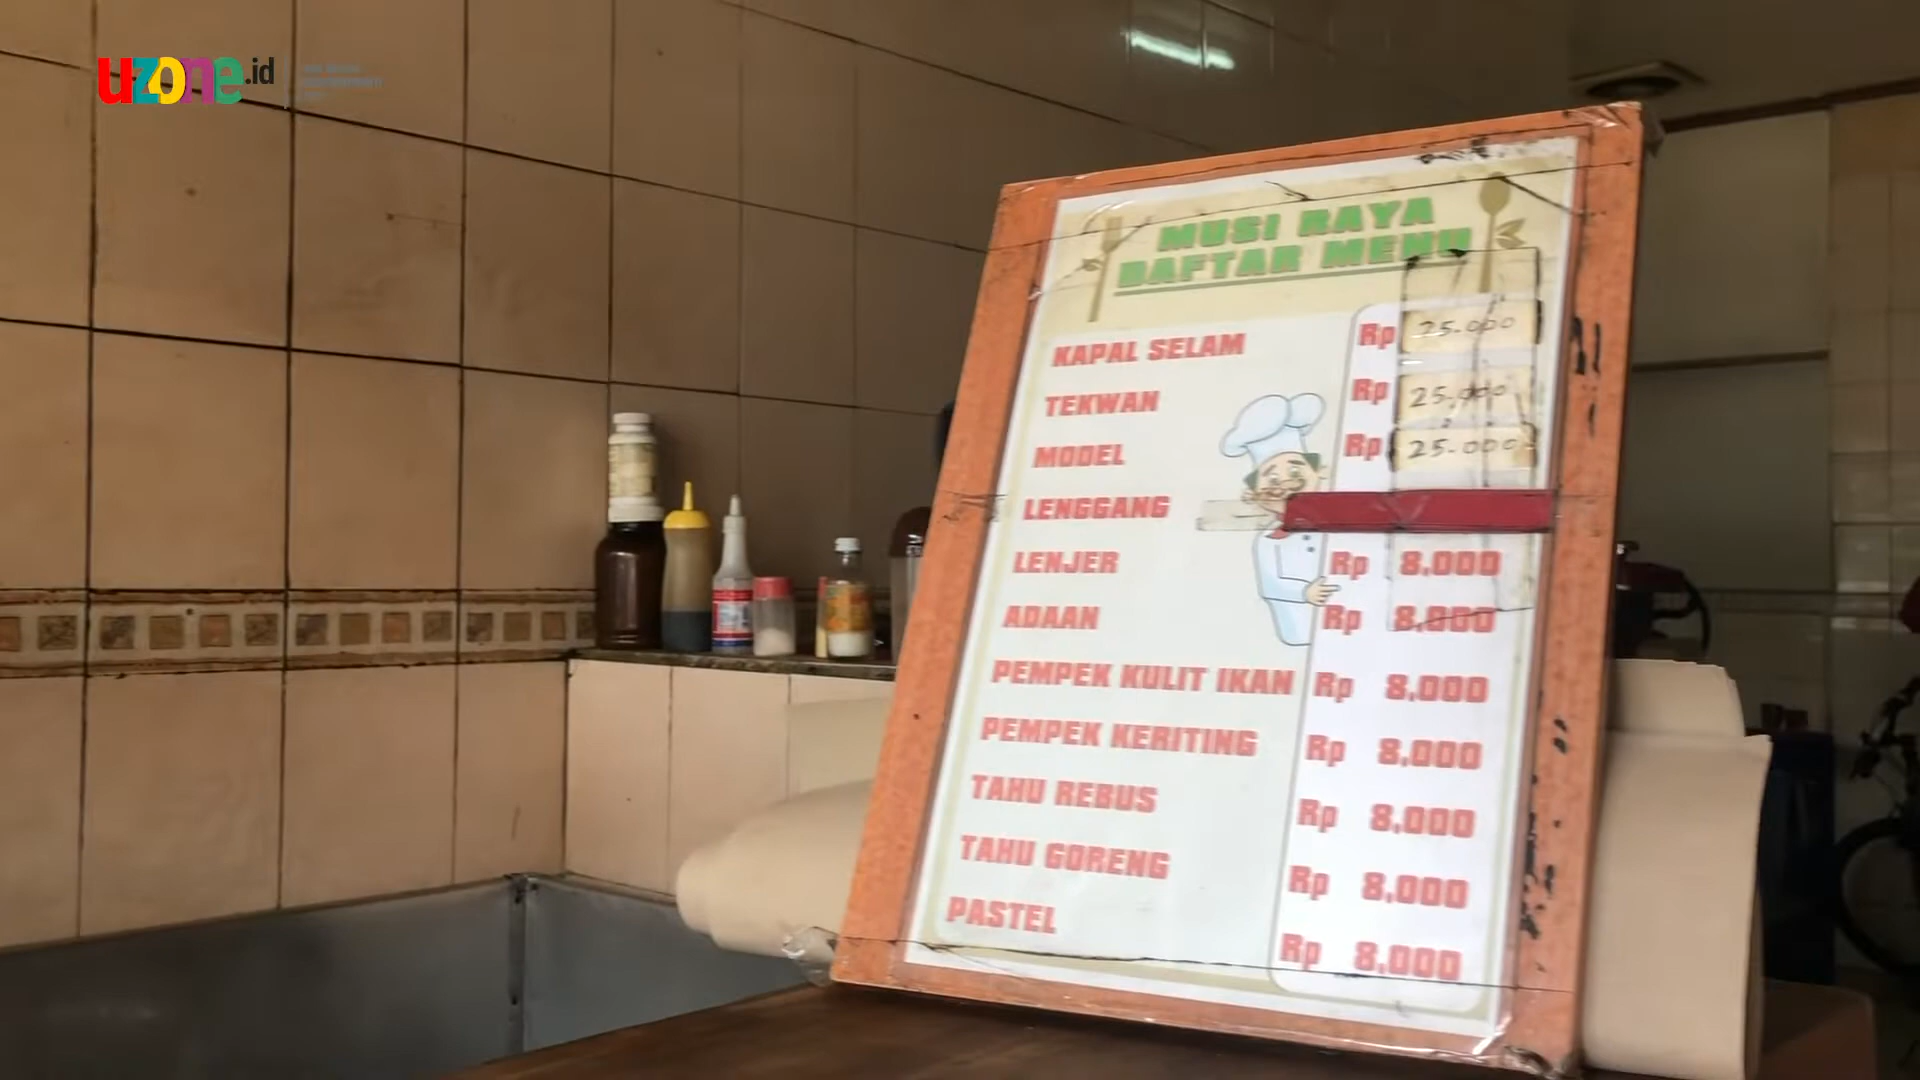 uzone.id
MUSI RAYA
DAFTAR MENU
KAPAL SELAM Rp 25.000
TEKWAN Rp 25.000
MODEL Rp 25.000
LENGGANG
LENJER Rp 8.000
ADAAN Rp 8.000
PEMPEK KULIT IKAN Rp 8.000
PEMPEK KERITING Rp 8.000
TAHU REBUS Rp 8.000
TAHU GORENG Rp 8.000
PASTEL Rp 8.000